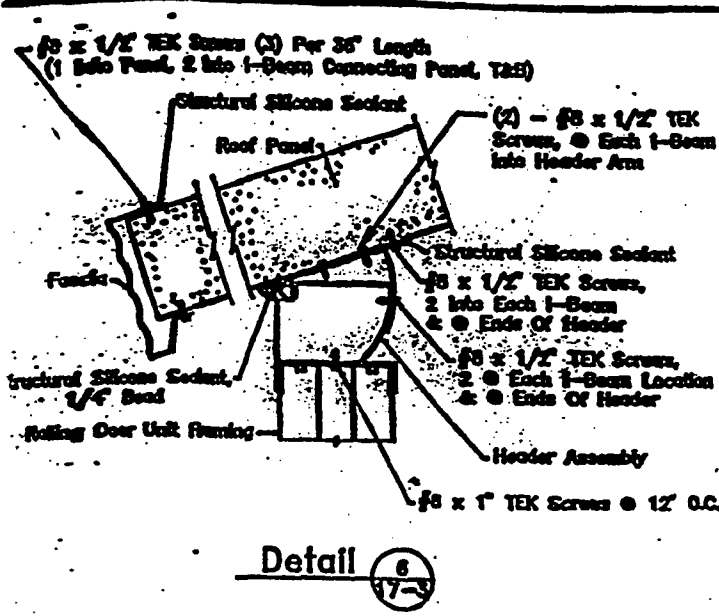 #8 x 1/2" TEK Screws (3) Per 36" Length
(1 Into Panel, 2 Into I-Beam Connecting Panel, T&B)
Structural Silicone Sealant
Roof Panel
(2) - #8 x 1/2" TEK
Screws, @ Each I-Beam
Into Header Arm
Fascia
Structural Silicone Sealant
#8 x 1/2" TEK Screws,
2 Into Each I-Beam
& @ Ends Of Header
#8 x 1/2" TEK Screws,
2 @ Each I-Beam Location
& @ Ends Of Header
Structural Silicone Sealant,
1/4" Bead
Rolling Door Unit Framing
Header Assembly
#8 x 1" TEK Screws @ 12" O.C.
Detail 6
17-3